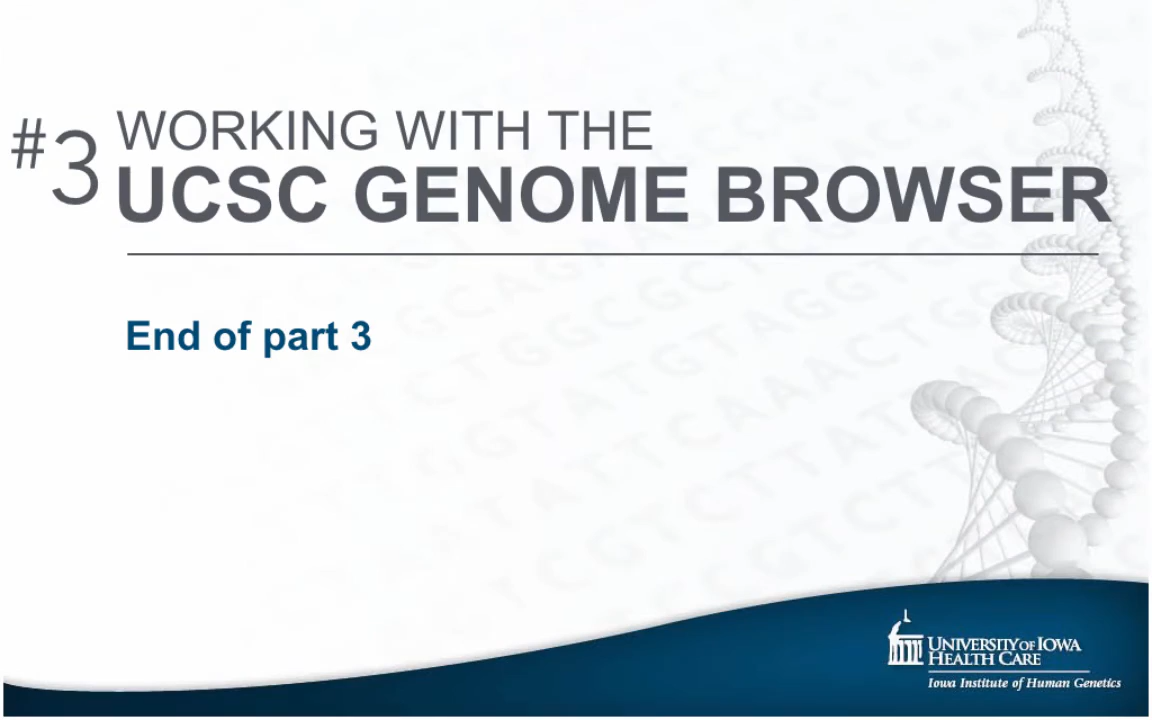 #3 WORKING WITH THE
UCSC GENOME BROWSER
End of part 3
UNIVERSITY OF IOWA
HEALTH CARE
Iowa Institute of Human Genetics